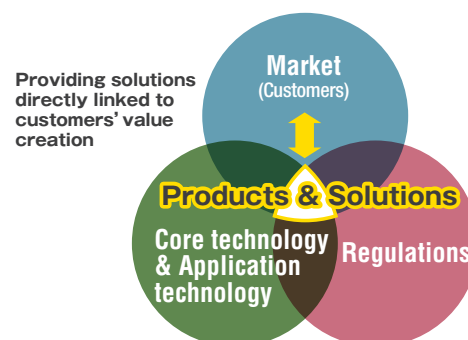 Market
(Customers)
Providing solutions
directly linked to
customers' value
creation
Products & Solutions
Core technology
& Application
technology
Regulations